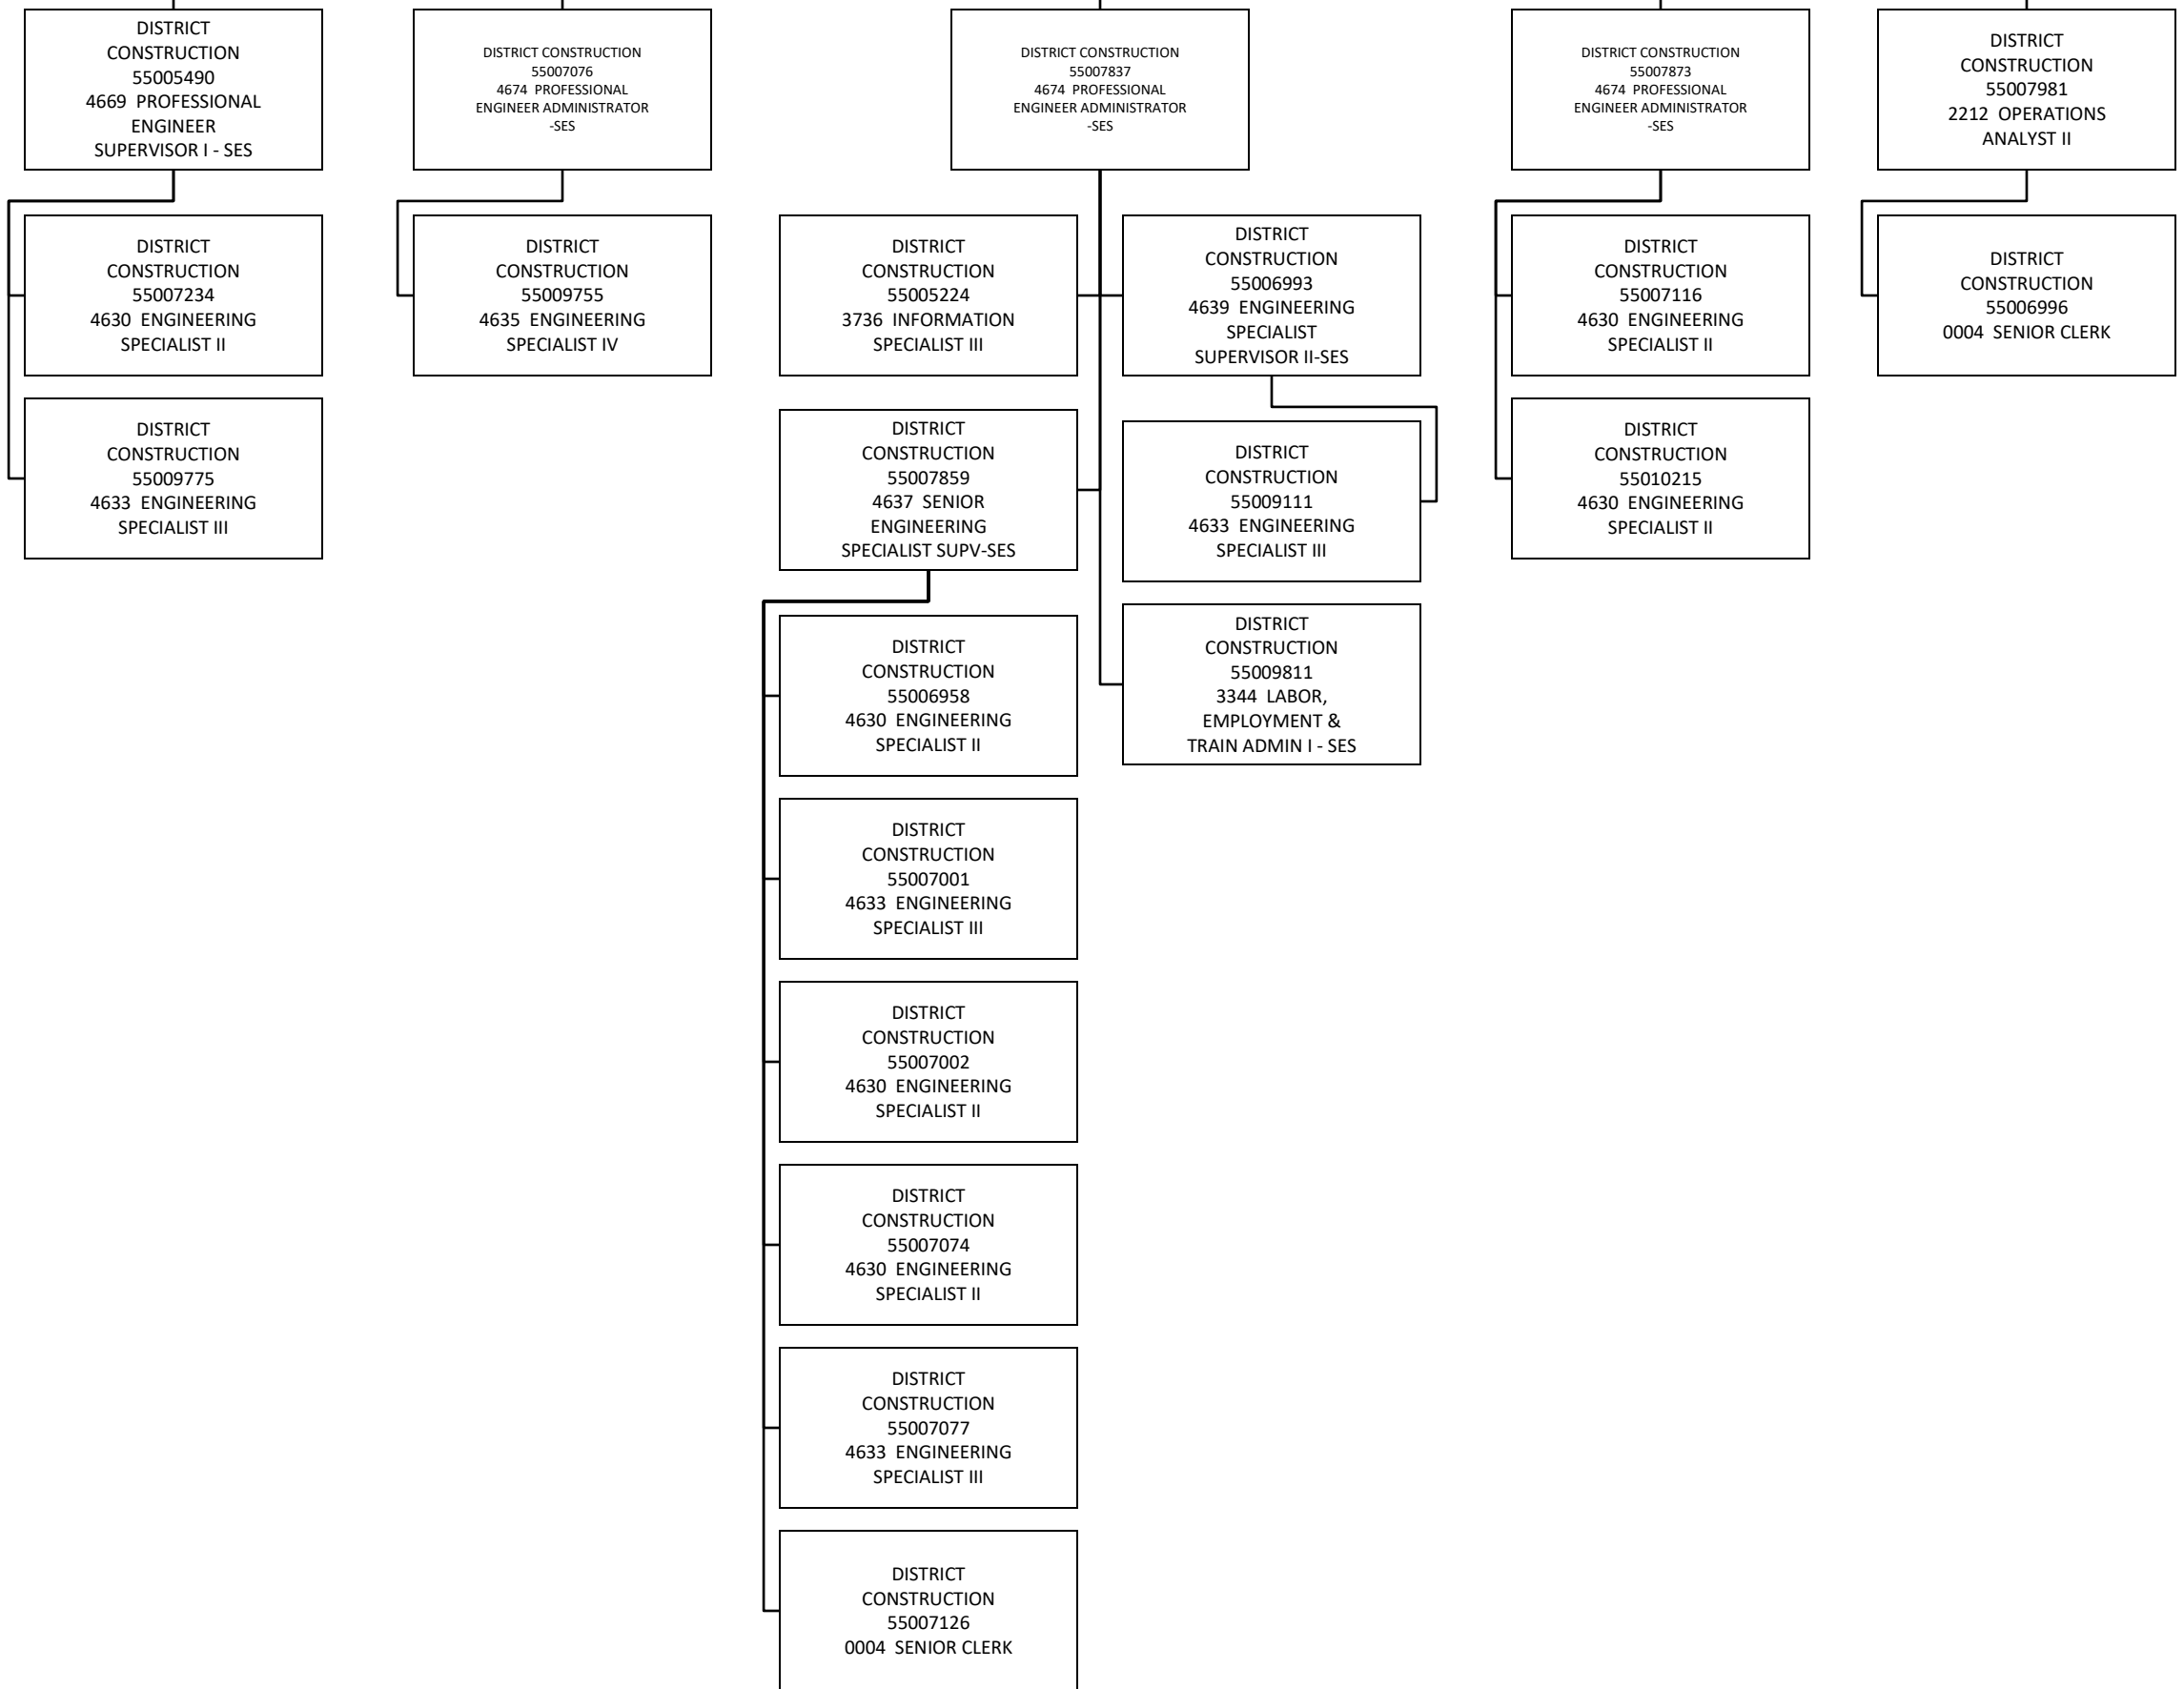 DISTRICT
CONSTRUCTION
55005490
4669 PROFESSIONAL
ENGINEER
SUPERVISOR I - SES
DISTRICT CONSTRUCTION
55007076
4674 PROFESSIONAL
ENGINEER ADMINISTRATOR
-SES
DISTRICT CONSTRUCTION
55007837
4674 PROFESSIONAL
ENGINEER ADMINISTRATOR
-SES
DISTRICT CONSTRUCTION
55007873
4674 PROFESSIONAL
ENGINEER ADMINISTRATOR
-SES
DISTRICT
CONSTRUCTION
55007981
2212 OPERATIONS
ANALYST II
DISTRICT
CONSTRUCTION
55007234
4630 ENGINEERING
SPECIALIST II
DISTRICT
CONSTRUCTION
55009755
4635 ENGINEERING
SPECIALIST IV
DISTRICT
CONSTRUCTION
55005224
3736 INFORMATION
SPECIALIST III
DISTRICT
CONSTRUCTION
55006993
4639 ENGINEERING
SPECIALIST
SUPERVISOR II-SES
DISTRICT
CONSTRUCTION
55007116
4630 ENGINEERING
SPECIALIST II
DISTRICT
CONSTRUCTION
55006996
0004 SENIOR CLERK
DISTRICT
CONSTRUCTION
55009775
4633 ENGINEERING
SPECIALIST III
DISTRICT
CONSTRUCTION
55007859
4637 SENIOR
ENGINEERING
SPECIALIST SUPV-SES
DISTRICT
CONSTRUCTION
55009111
4633 ENGINEERING
SPECIALIST III
DISTRICT
CONSTRUCTION
55010215
4630 ENGINEERING
SPECIALIST II
DISTRICT
CONSTRUCTION
55006958
4630 ENGINEERING
SPECIALIST II
DISTRICT
CONSTRUCTION
55009811
3344 LABOR,
EMPLOYMENT &
TRAIN ADMIN I - SES
DISTRICT
CONSTRUCTION
55007001
4633 ENGINEERING
SPECIALIST III
DISTRICT
CONSTRUCTION
55007002
4630 ENGINEERING
SPECIALIST II
DISTRICT
CONSTRUCTION
55007074
4630 ENGINEERING
SPECIALIST II
DISTRICT
CONSTRUCTION
55007077
4633 ENGINEERING
SPECIALIST III
DISTRICT
CONSTRUCTION
55007126
0004 SENIOR CLERK